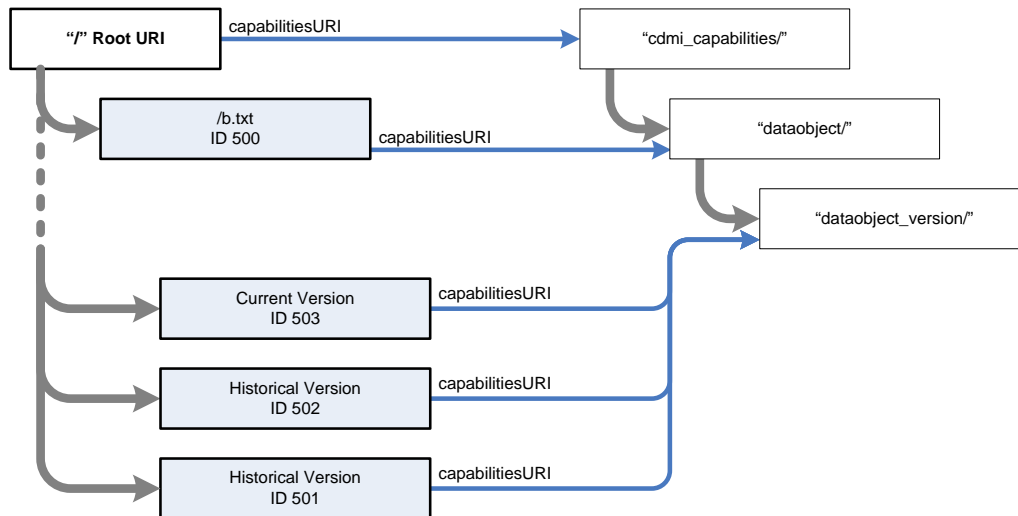 “/” Root URI
capabilitiesURI
“cdmi_capabilities/”
/b.txt
ID 500
capabilitiesURI
“dataobject/”
“dataobject_version/”
Current Version
ID 503
capabilitiesURI
Historical Version
ID 502
capabilitiesURI
Historical Version
ID 501
capabilitiesURI